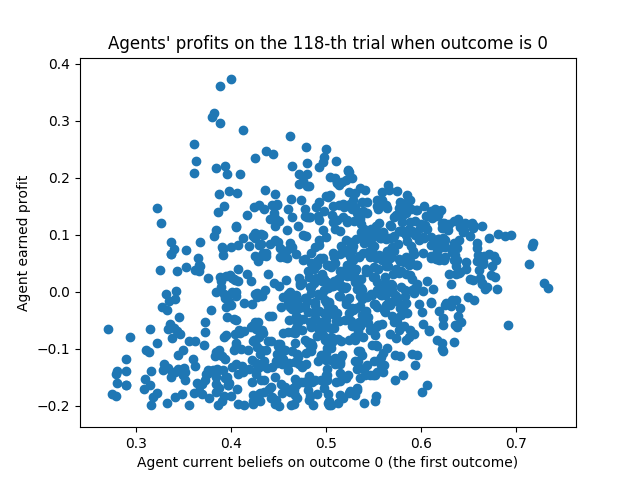 Agents' profits on the 118-th trial when outcome is 0
0.4
0.3
0.2
0.1
0.0
−0.1
−0.2
Agent earned profit
0.3 0.4 0.5 0.6 0.7
Agent current beliefs on outcome 0 (the first outcome)